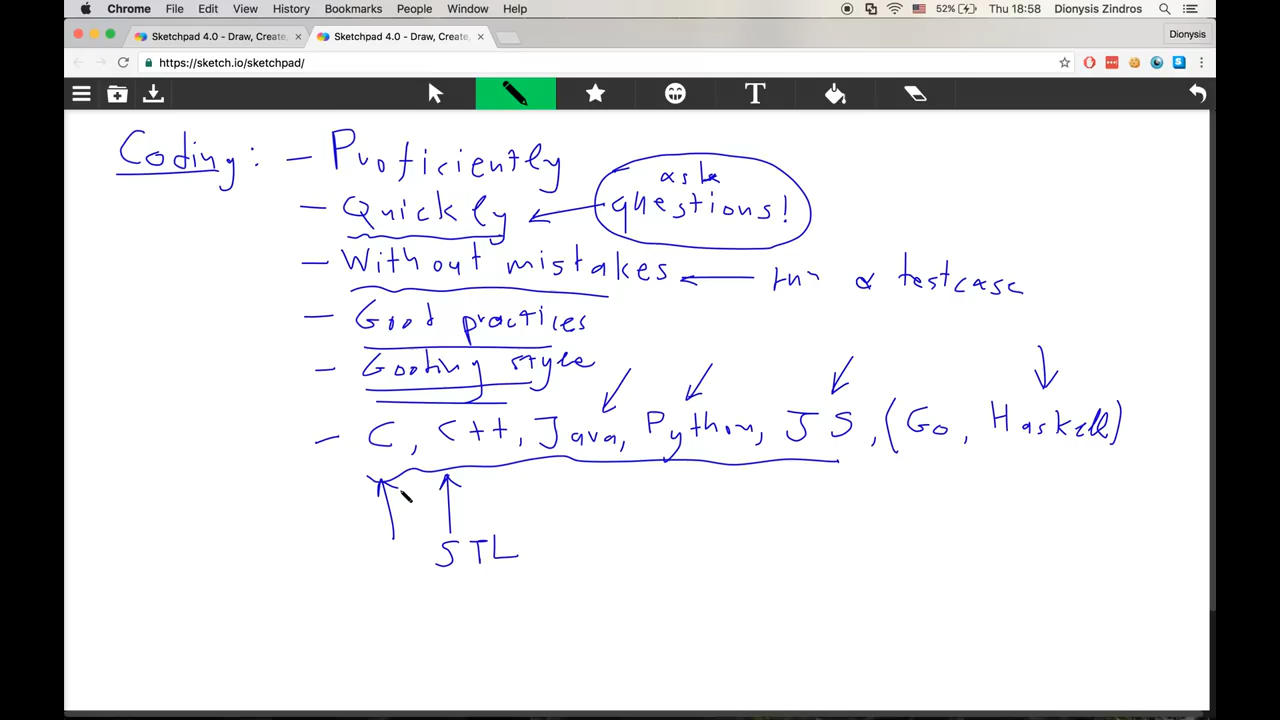 Chrome File Edit View History Bookmarks People Window Help 52% Thu 18:58 Dionysis Zindros
Sketchpad 4.0 - Draw, Create, × Sketchpad 4.0 - Draw, Create, × Dionysis
https://sketch.io/sketchpad/
T
Coding: - Proficiently
ask
- Quickly ← questions!
- Without mistakes ← run a testcase
- Good practices
- Gooding style
- C, C++, Java, Python, JS, (Go, Haskell)
STL